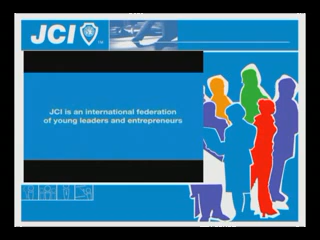 JCI
JCI is an international federation
of young leaders and entrepreneurs